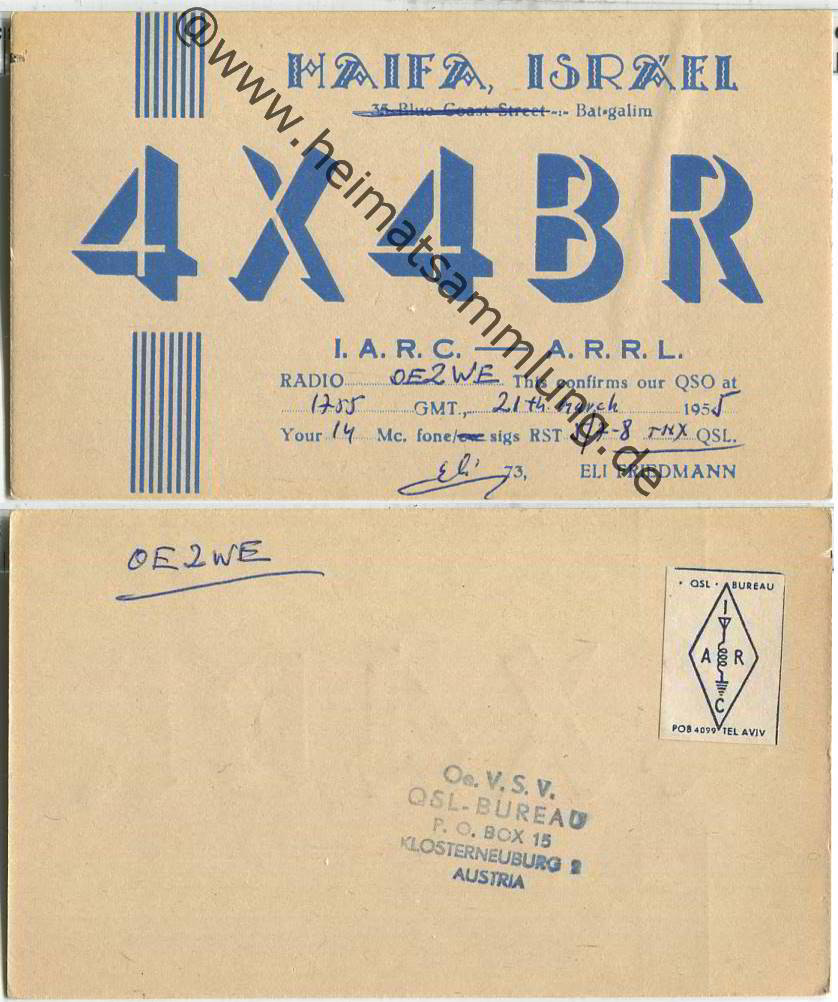 HAIFA, ISRAEL
35 Blue Coast Street -:- Bat-galim
4X4BR
I. A. R. C. — A. R. R. L.
RADIO OE2WE This confirms our QSO at
1755 GMT., 21th March 1955
Your 14 Mc. fone/ sigs RST -8 TNX QSL.
Eli 73, ELI FRIEDMANN
@www.heimatsammlung.de
OE2WE
· QSL · BUREAU
I
A R
C
POB 4099 TEL AVIV
Oe. V. S. V.
QSL-BUREAU
P. O. BOX 15
KLOSTERNEUBURG 2
AUSTRIA